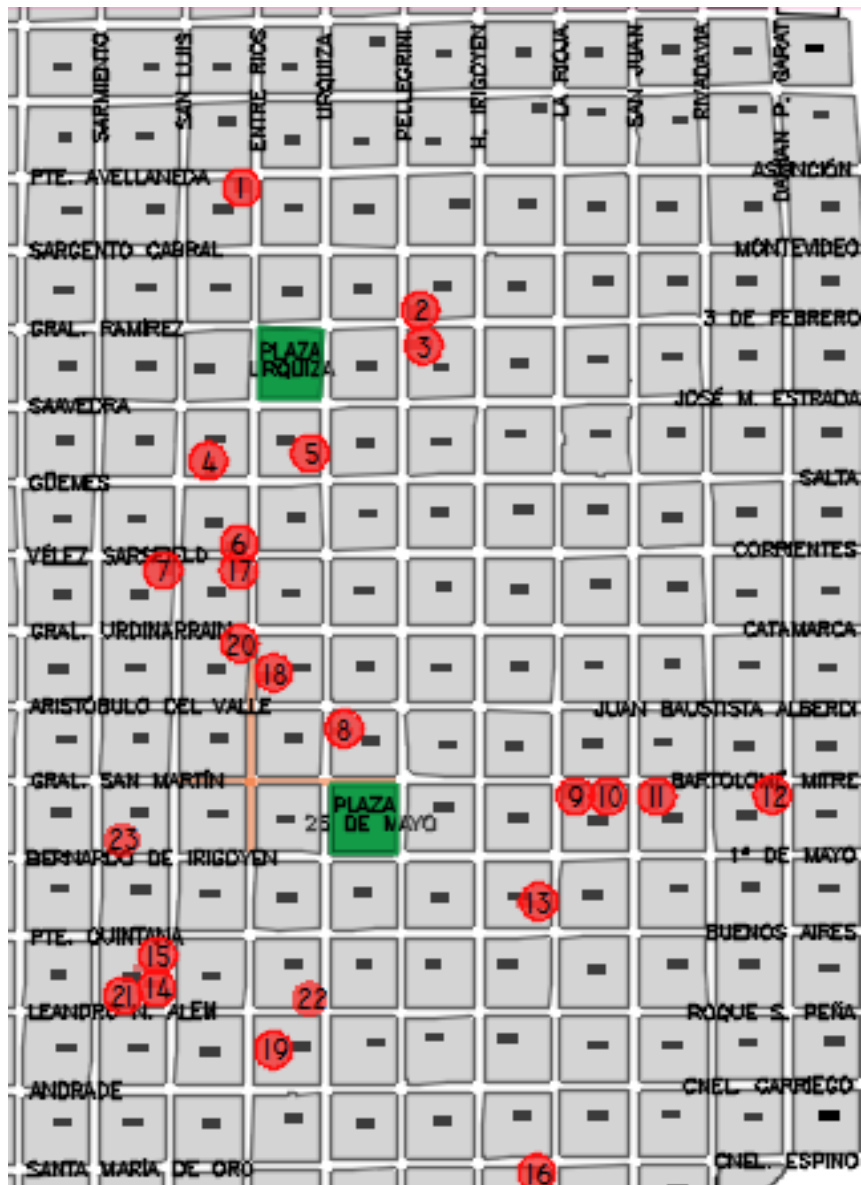 SARMIENTO
SAN LUIS
ENTRE RIOS
URQUIZA
PELLEGRINI
H. IRIGOYEN
LA RIOJA
SAN JUAN
RIVADAVIA
DAMIAN P. GARAT
PTE. AVELLANEDA
1
ASUNCIÓN
SARGENTO CABRAL
MONTEVIDEO
2
GRAL. RAMÍREZ
3 DE FEBRERO
3
PLAZA
URQUIZA
SAAVEDRA
JOSÉ M. ESTRADA
4
5
GÜEMES
SALTA
6
VÉLEZ SARSFIELD
CORRIENTES
7
17
GRAL. URDINARRAIN
CATAMARCA
20
18
ARISTÓBULO DEL VALLE
JUAN BAUSTISTA ALBERDI
8
GRAL. SAN MARTÍN
BARTOLOMÉ MITRE
9
10
11
12
PLAZA
25 DE MAYO
23
BERNARDO DE IRIGOYEN
1º DE MAYO
13
PTE. QUINTANA
BUENOS AIRES
15
14
21
22
LEANDRO N. ALEM
ROQUE S. PEÑA
19
ANDRADE
CNEL. GARRIEGO
SANTA MARÍA DE ORO
CNEL. ESPINO
16